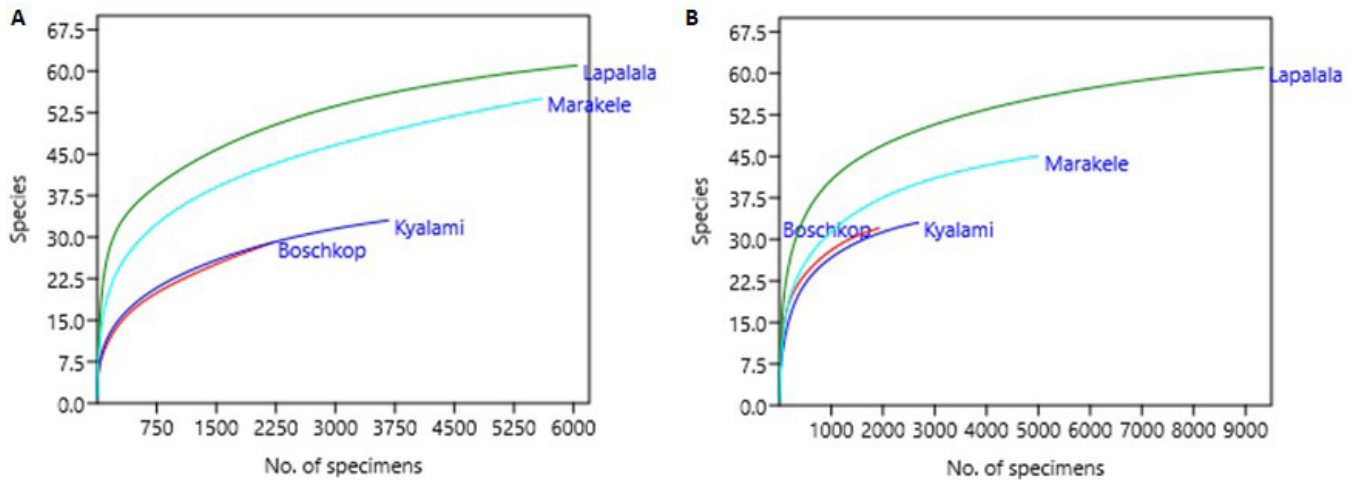 A
67.5
60.0
52.5
45.0
37.5
30.0
22.5
15.0
7.5
0.0
Species
Lapalala
Marakele
Kyalami
Boschkop
750 1500 2250 3000 3750 4500 5250 6000
No. of specimens
B
67.5
60.0
52.5
45.0
37.5
30.0
22.5
15.0
7.5
0.0
Species
Lapalala
Marakele
Boschkop
Kyalami
1000 2000 3000 4000 5000 6000 7000 8000 9000
No. of specimens